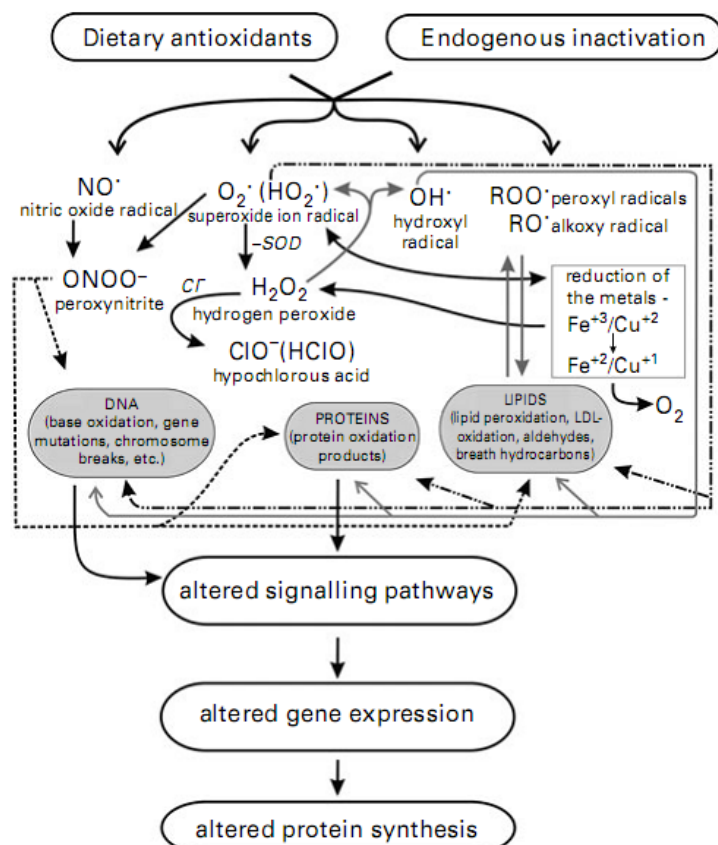 Dietary antioxidants
Endogenous inactivation
NO˙
nitric oxide radical
O₂˙(HO₂˙)
superoxide ion radical
OH˙
hydroxyl
radical
ROO˙peroxyl radicals
RO˙alkoxy radical
–SOD
ONOO⁻
peroxynitrite
Cl⁻
H₂O₂
hydrogen peroxide
reduction of
the metals -
Fe⁺³/Cu⁺²
Fe⁺²/Cu⁺¹
ClO⁻(HClO)
hypochlorous acid
O₂
DNA
(base oxidation, gene
mutations, chromosome
breaks, etc.)
PROTEINS
(protein oxidation
products)
LIPIDS
(lipid peroxidation, LDL-
oxidation, aldehydes,
breath hydrocarbons)
altered signalling pathways
altered gene expression
altered protein synthesis